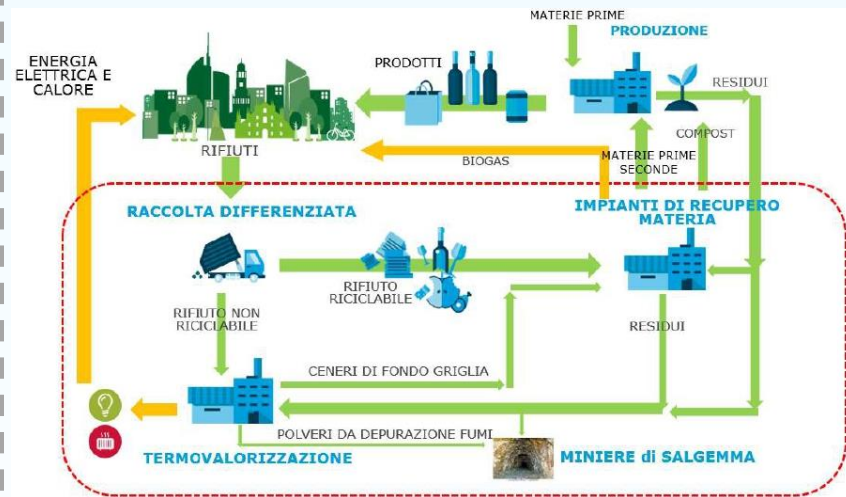 MATERIE PRIME
PRODUZIONE
ENERGIA
ELETTRICA E
CALORE
PRODOTTI
RESIDUI
RIFIUTI
BIOGAS
MATERIE PRIME
SECONDE
COMPOST
RACCOLTA DIFFERENZIATA
IMPIANTI DI RECUPERO
MATERIA
RIFIUTO
RICICLABILE
RIFIUTO NON
RICICLABILE
RESIDUI
CENERI DI FONDO GRIGLIA
POLVERI DA DEPURAZIONE FUMI
TERMOVALORIZZAZIONE
MINIERE di SALGEMMA